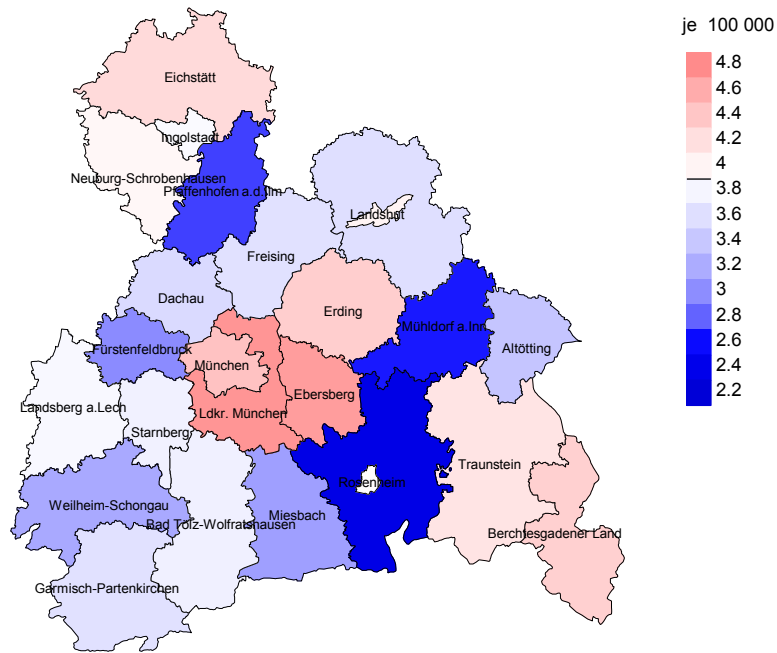 je 100 000
4.8
4.6
4.4
4.2
4
3.8
3.6
3.4
3.2
3
2.8
2.6
2.4
2.2
Eichstätt
Ingolstadt
Neuburg-Schrobenhausen
Pfaffenhofen a.d.Ilm
Landshut
Freising
Dachau
Erding
Mühldorf a.Inn
Altötting
Fürstenfeldbruck
München
Ebersberg
Landsberg a.Lech
Ldkr. München
Starnberg
Traunstein
Rosenheim
Weilheim-Schongau
Miesbach
Bad Tölz-Wolfratshausen
Berchtesgadener Land
Garmisch-Partenkirchen